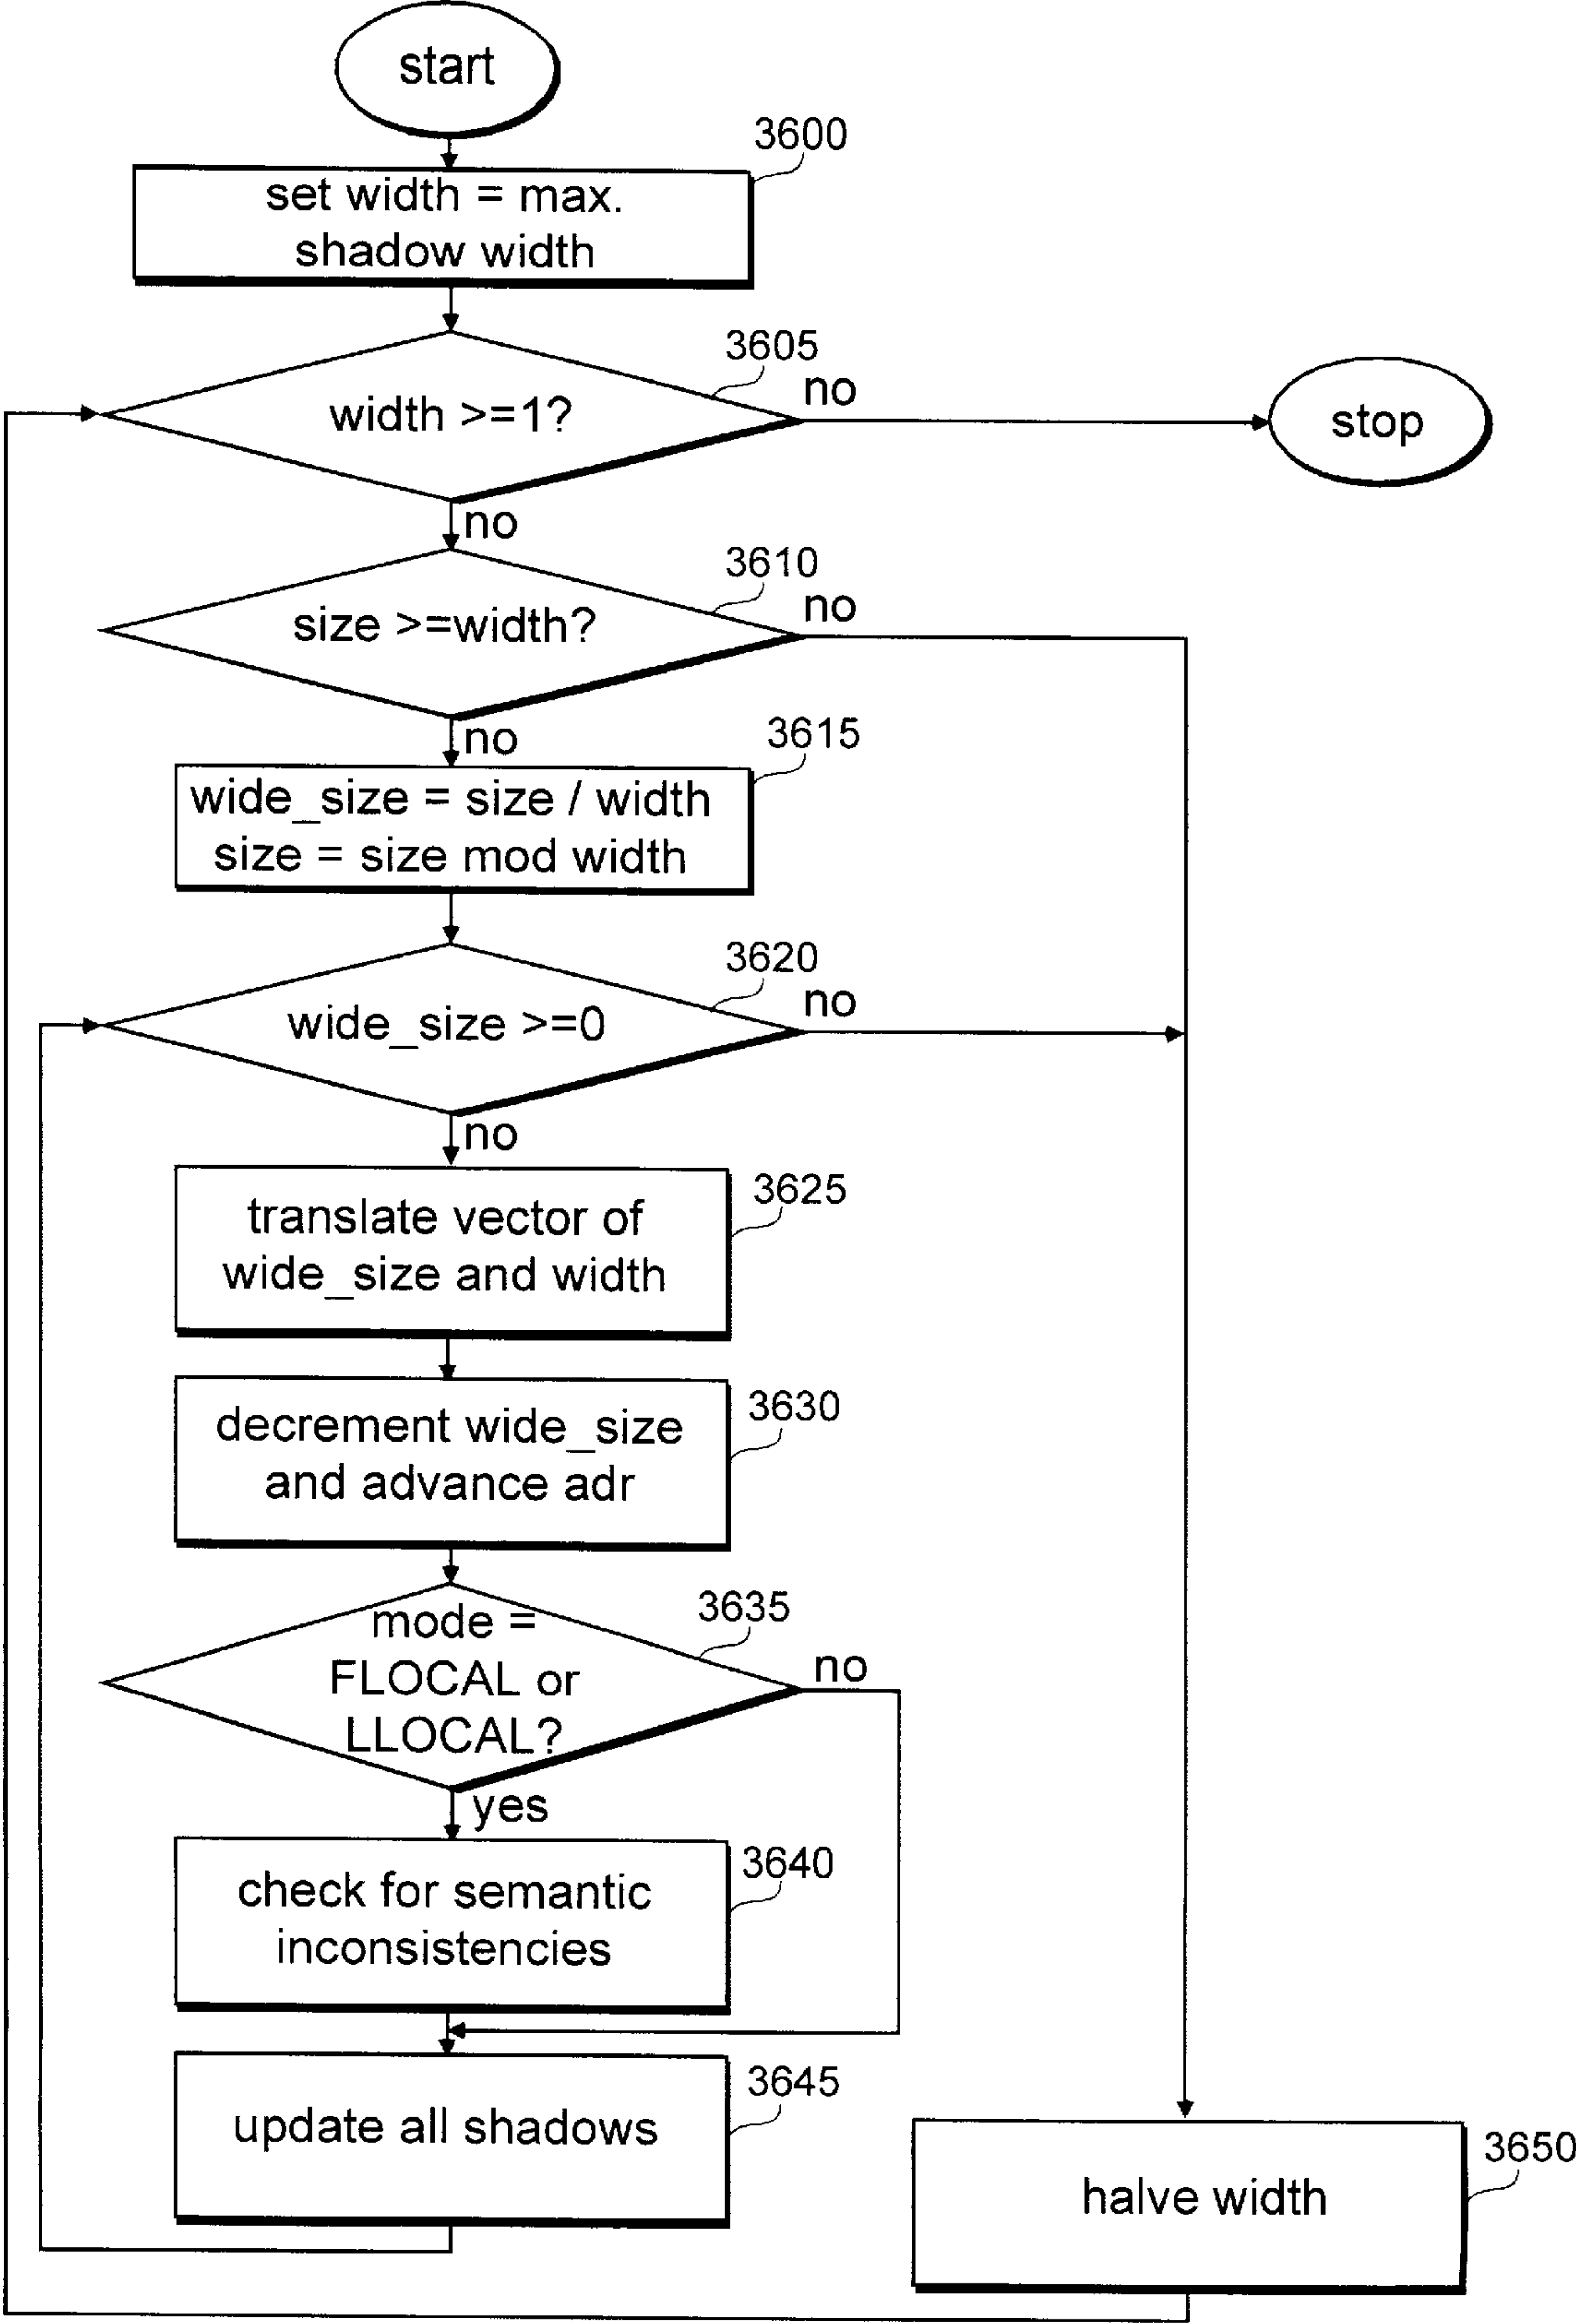 start
3600
set width = max.
shadow width
3605
width >=1?
no
stop
no
3610
size >=width?
no
no
3615
wide_size = size / width
size = size mod width
3620
wide_size >=0
no
no
3625
translate vector of
wide_size and width
3630
decrement wide_size
and advance adr
3635
mode =
FLOCAL or
LLOCAL?
no
yes
3640
check for semantic
inconsistencies
3645
update all shadows
3650
halve width